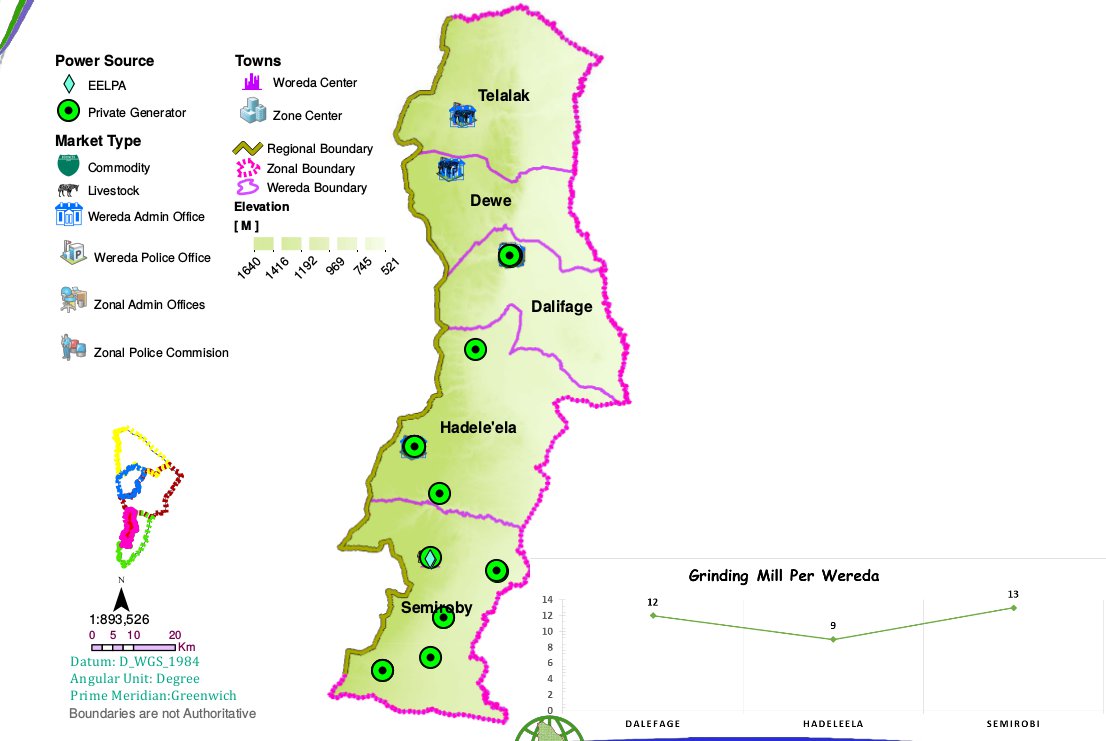 Power Source
EELPA
Private Generator
Market Type
Commodity
Livestock
Wereda Admin Office
Wereda Police Office
Zonal Admin Offices
Zonal Police Commision
Towns
Woreda Center
Zone Center
Regional Boundary
Zonal Boundary
Wereda Boundary
Elevation
[ M ]
1640 1416 1192 969 745 521
Telalak
Dewe
Dalifage
Hadele'ela
Semiroby
N
1:893,526
0 5 10 20
Km
Datum: D_WGS_1984
Angular Unit: Degree
Prime Meridian:Greenwich
Boundaries are not Authoritative
Grinding Mill Per Wereda
14
12
10
8
6
4
2
0
12
9
13
DALEFAGE HADELEELA SEMIROBI